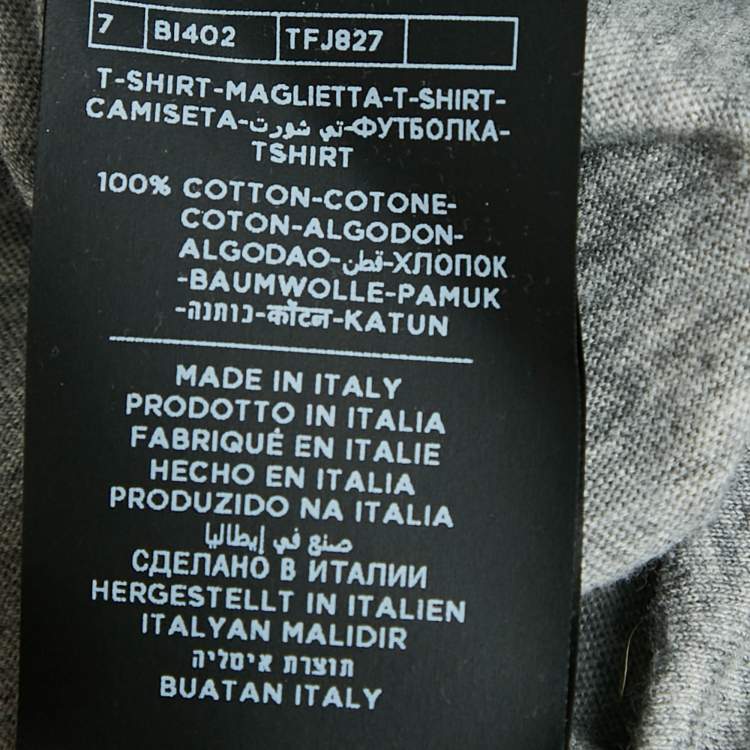 7 BI402 TFJ827
T-SHIRT-MAGLIETTA-T-SHIRT-
CAMISETA-تي شورت-ФУТБОЛКА-
TSHIRT
100% COTTON-COTONE-
COTON-ALGODON-
ALGODAO-قطن-ХЛОПОК
-BAUMWOLLE-PAMUK
-כותנה-कॉटन-KATUN
MADE IN ITALY
PRODOTTO IN ITALIA
FABRIQUÉ EN ITALIE
HECHO EN ITALIA
PRODUZIDO NA ITALIA
صنع في إيطاليا
СДЕЛАНО В ИТАЛИИ
HERGESTELLT IN ITALIEN
ITALYAN MALIDIR
תוצרת איטליה
BUATAN ITALY